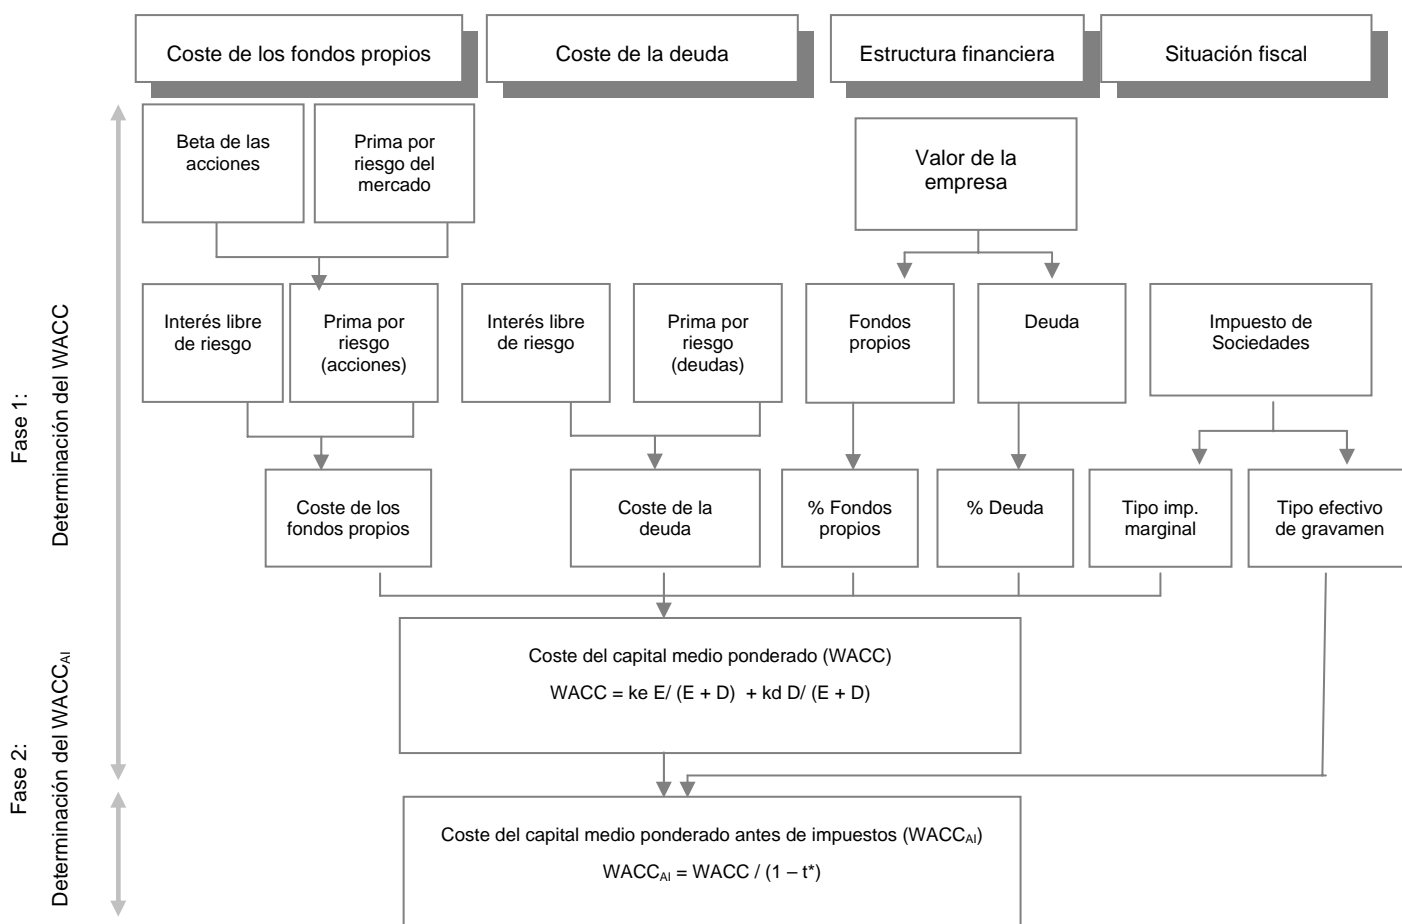 Coste de los fondos propios
Coste de la deuda
Estructura financiera
Situación fiscal
Beta de las
acciones
Prima por
riesgo del
mercado
Valor de la
empresa
Interés libre
de riesgo
Prima por
riesgo
(acciones)
Interés libre
de riesgo
Prima por
riesgo
(deudas)
Fondos
propios
Deuda
Impuesto de
Sociedades
Fase 1:
Determinación del WACC
Coste de los
fondos propios
Coste de la
deuda
% Fondos
propios
% Deuda
Tipo imp.
marginal
Tipo efectivo
de gravamen
Coste del capital medio ponderado (WACC)
WACC = ke E/ (E + D) + kd D/ (E + D)
Fase 2:
Determinación del WACCAI
Coste del capital medio ponderado antes de impuestos (WACCAI)
WACCAI = WACC / (1 – t*)